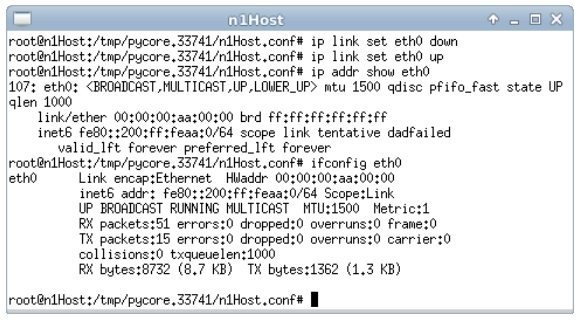 n1Host
root@n1Host:/tmp/pycore.33741/n1Host.conf# ip link set eth0 down
root@n1Host:/tmp/pycore.33741/n1Host.conf# ip link set eth0 up
root@n1Host:/tmp/pycore.33741/n1Host.conf# ip addr show eth0
107: eth0: <BROADCAST,MULTICAST,UP,LOWER_UP> mtu 1500 qdisc pfifo_fast state UP
qlen 1000
    link/ether 00:00:00:aa:00:00 brd ff:ff:ff:ff:ff:ff
    inet6 fe80::200:ff:feaa:0/64 scope link tentative dadfailed
       valid_lft forever preferred_lft forever
root@n1Host:/tmp/pycore.33741/n1Host.conf# ifconfig eth0
eth0      Link encap:Ethernet  HWaddr 00:00:00:aa:00:00
          inet6 addr: fe80::200:ff:feaa:0/64 Scope:Link
          UP BROADCAST RUNNING MULTICAST  MTU:1500  Metric:1
          RX packets:51 errors:0 dropped:0 overruns:0 frame:0
          TX packets:15 errors:0 dropped:0 overruns:0 carrier:0
          collisions:0 txqueuelen:1000
          RX bytes:8732 (8.7 KB)  TX bytes:1362 (1.3 KB)
root@n1Host:/tmp/pycore.33741/n1Host.conf#